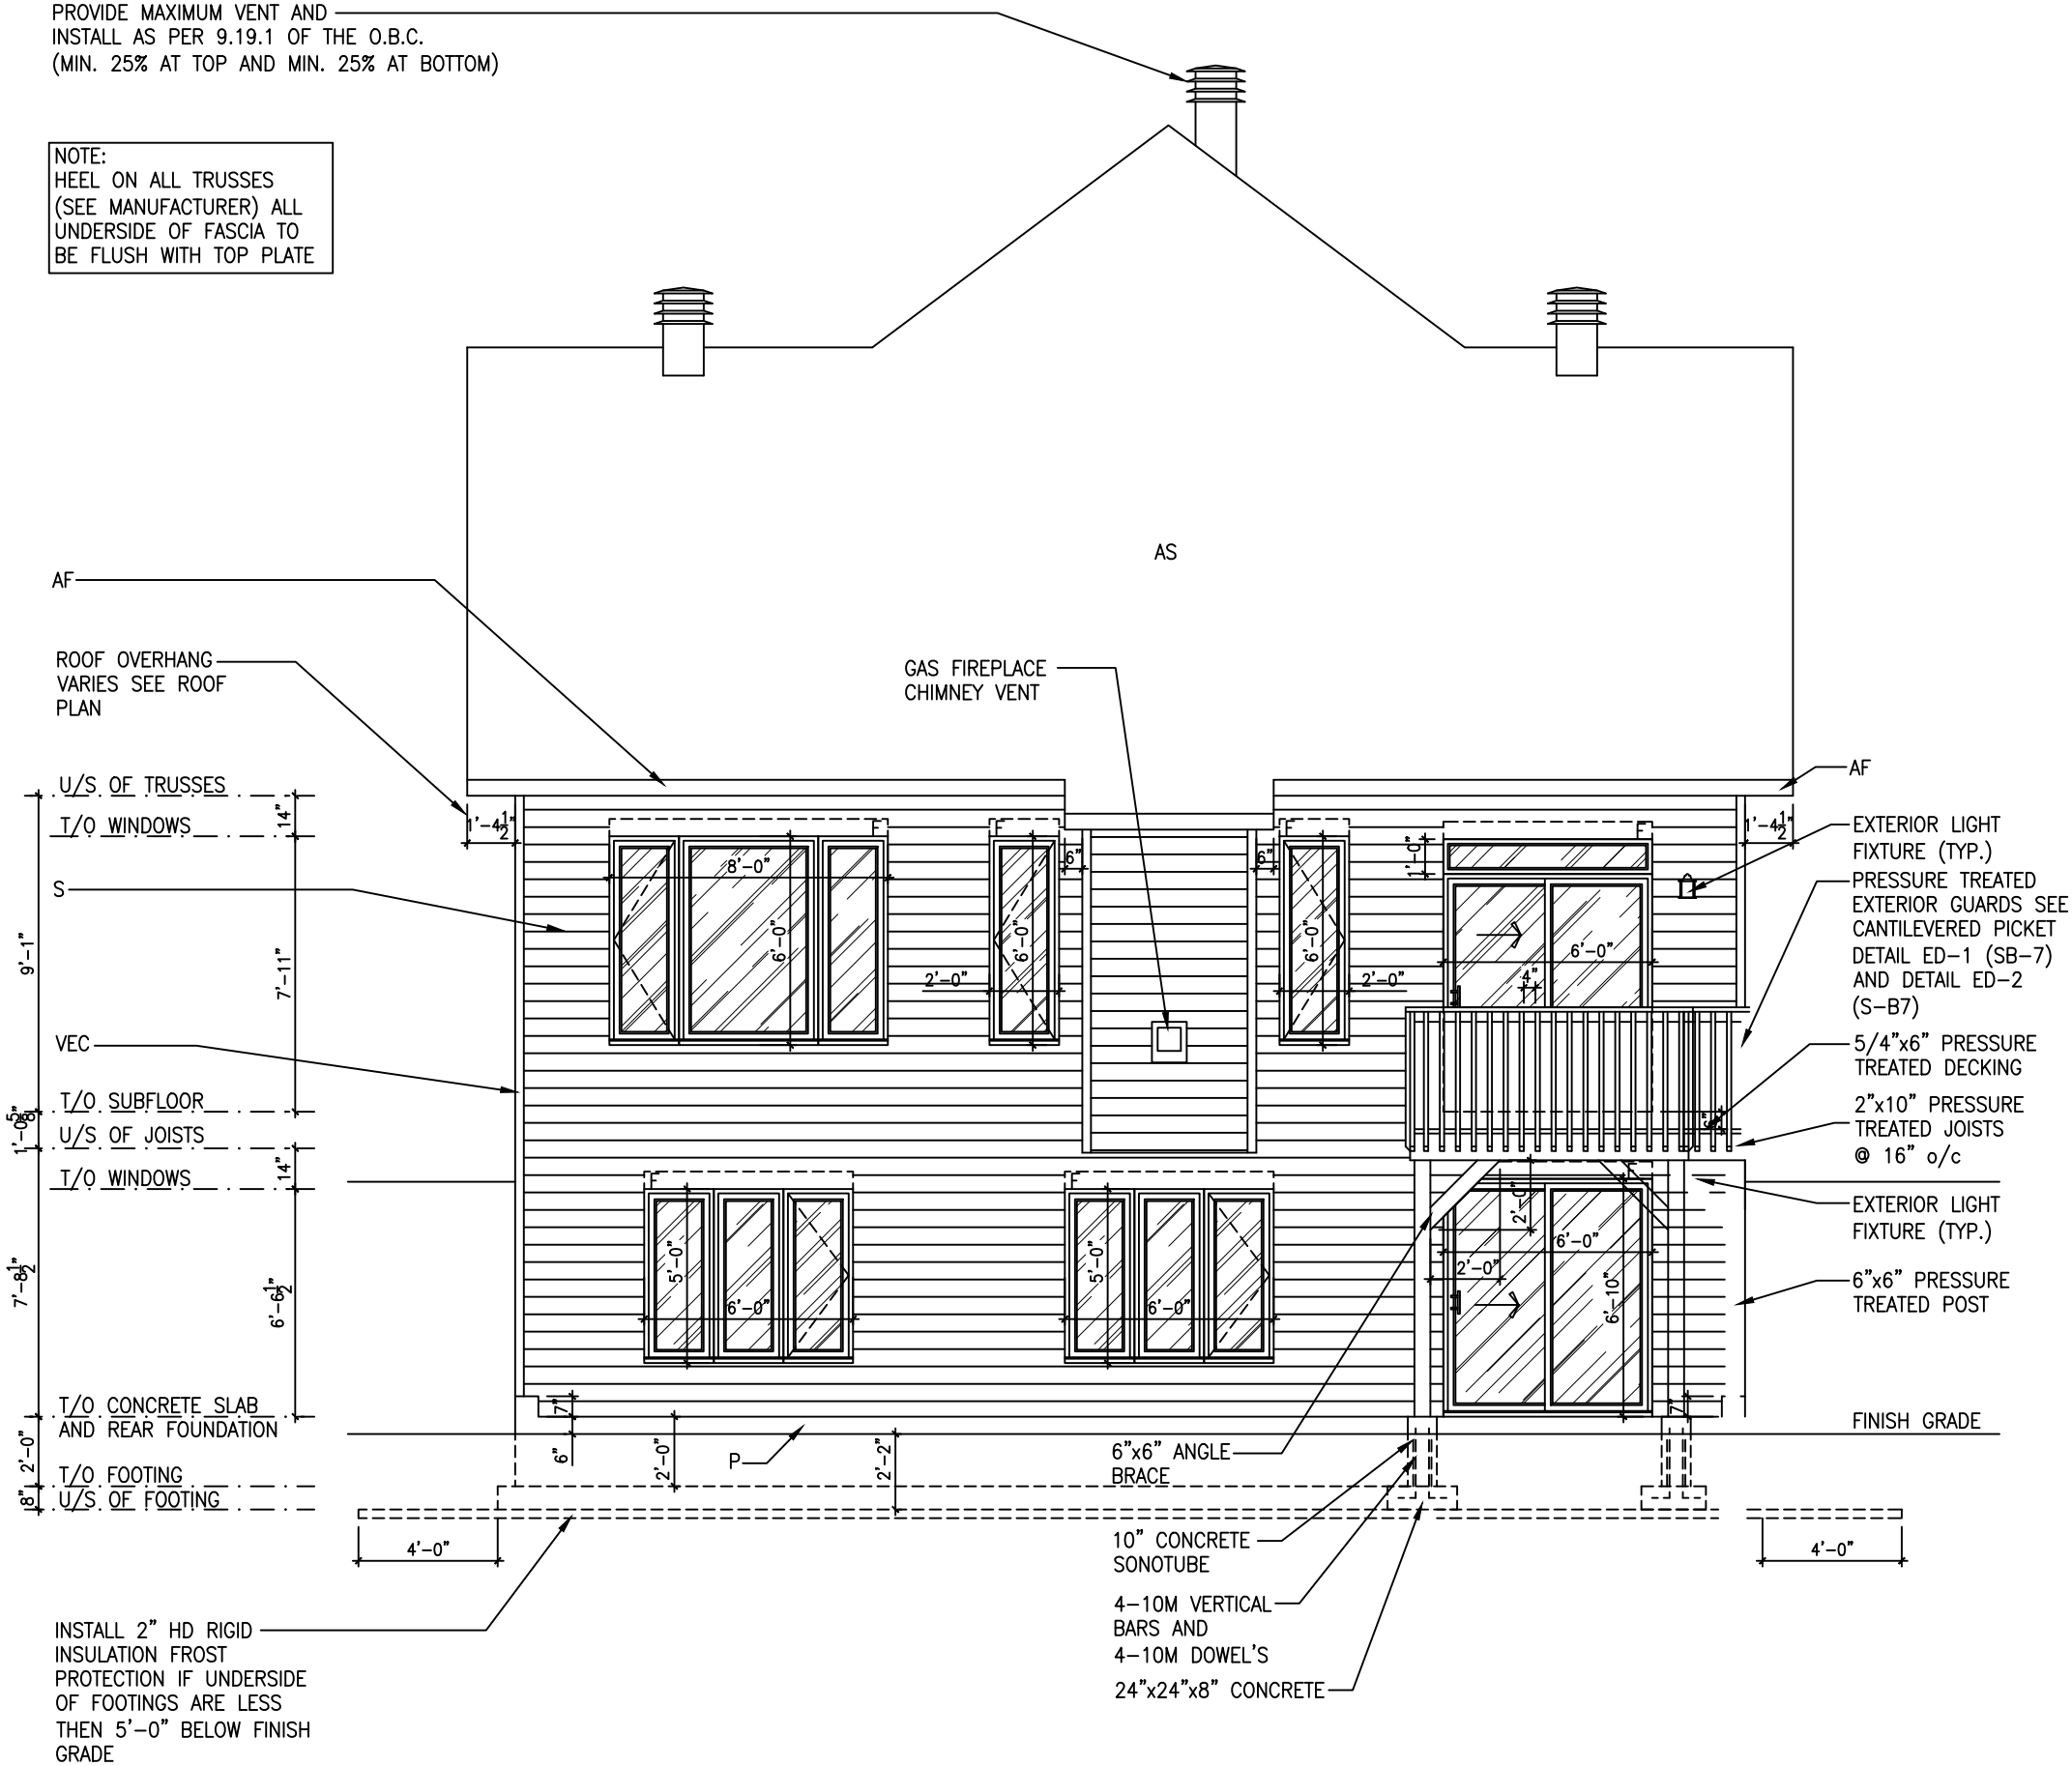 PROVIDE MAXIMUM VENT AND
INSTALL AS PER 9.19.1 OF THE O.B.C.
(MIN. 25% AT TOP AND MIN. 25% AT BOTTOM)
NOTE:
HEEL ON ALL TRUSSES
(SEE MANUFACTURER) ALL
UNDERSIDE OF FASCIA TO
BE FLUSH WITH TOP PLATE
AS
AF
ROOF OVERHANG
VARIES SEE ROOF
PLAN
GAS FIREPLACE
CHIMNEY VENT
U/S OF TRUSSES
T/O WINDOWS
S
VEC
T/O SUBFLOOR
U/S OF JOISTS
T/O WINDOWS
T/O CONCRETE SLAB
AND REAR FOUNDATION
T/O FOOTING
U/S OF FOOTING
9'-1"
1'-0 5/8"
7'-8 1/2"
2'-0"
8"
14"
7'-11"
14"
6'-6 1/2"
1'-4 1/2"
F
8'-0"
6'-0"
F
6'-0"
2'-0"
6"
6"
F
6'-0"
2'-0"
F
1'-0"
6'-0"
4"
1'-4 1/2"
6"
F
5'-0"
6'-0"
F
5'-0"
6'-0"
F
2'-0"
2'-0"
6'-0"
6'-10"
7"
7"
6"
2'-0"
P
2'-2"
4'-0"
4'-0"
AF
EXTERIOR LIGHT
FIXTURE (TYP.)
PRESSURE TREATED
EXTERIOR GUARDS SEE
CANTILEVERED PICKET
DETAIL ED-1 (SB-7)
AND DETAIL ED-2
(S-B7)
5/4"x6" PRESSURE
TREATED DECKING
2"x10" PRESSURE
TREATED JOISTS
@ 16" o/c
EXTERIOR LIGHT
FIXTURE (TYP.)
6"x6" PRESSURE
TREATED POST
FINISH GRADE
6"x6" ANGLE
BRACE
10" CONCRETE
SONOTUBE
4-10M VERTICAL
BARS AND
4-10M DOWEL'S
24"x24"x8" CONCRETE
INSTALL 2" HD RIGID
INSULATION FROST
PROTECTION IF UNDERSIDE
OF FOOTINGS ARE LESS
THEN 5'-0" BELOW FINISH
GRADE